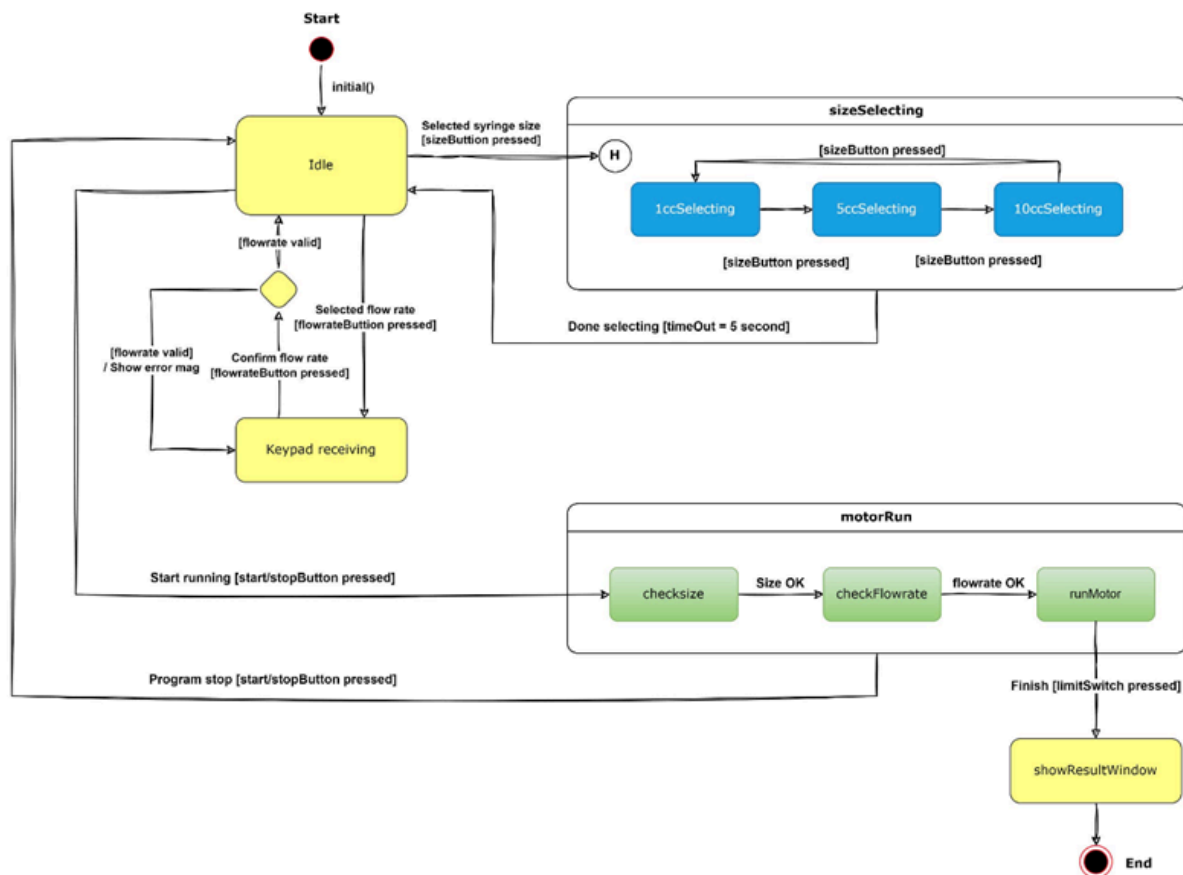 Start
initial()
Idle
Selected syringe size
[sizeButton pressed]
sizeSelecting
H
[sizeButton pressed]
1ccSelecting
5ccSelecting
10ccSelecting
[sizeButton pressed]
[sizeButton pressed]
[flowrate valid]
Selected flow rate
[flowrateButtion pressed]
Done selecting [timeOut = 5 second]
[flowrate valid]
/ Show error mag
Confirm flow rate
[flowrateButton pressed]
Keypad receiving
motorRun
Start running [start/stopButton pressed]
checksize
Size OK
checkFlowrate
flowrate OK
runMotor
Program stop [start/stopButton pressed]
Finish [limitSwitch pressed]
showResultWindow
End